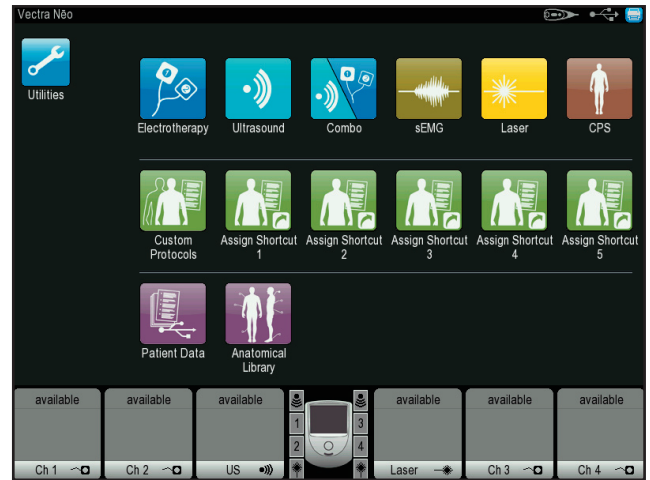 Vectra Nēo
Utilities
Electrotherapy
Ultrasound
Combo
sEMG
Laser
CPS
Custom
Protocols
Assign Shortcut
1
Assign Shortcut
2
Assign Shortcut
3
Assign Shortcut
4
Assign Shortcut
5
Patient Data
Anatomical
Library
available
available
available
1
2
3
4
available
available
available
Ch 1
Ch 2
US
Laser
Ch 3
Ch 4